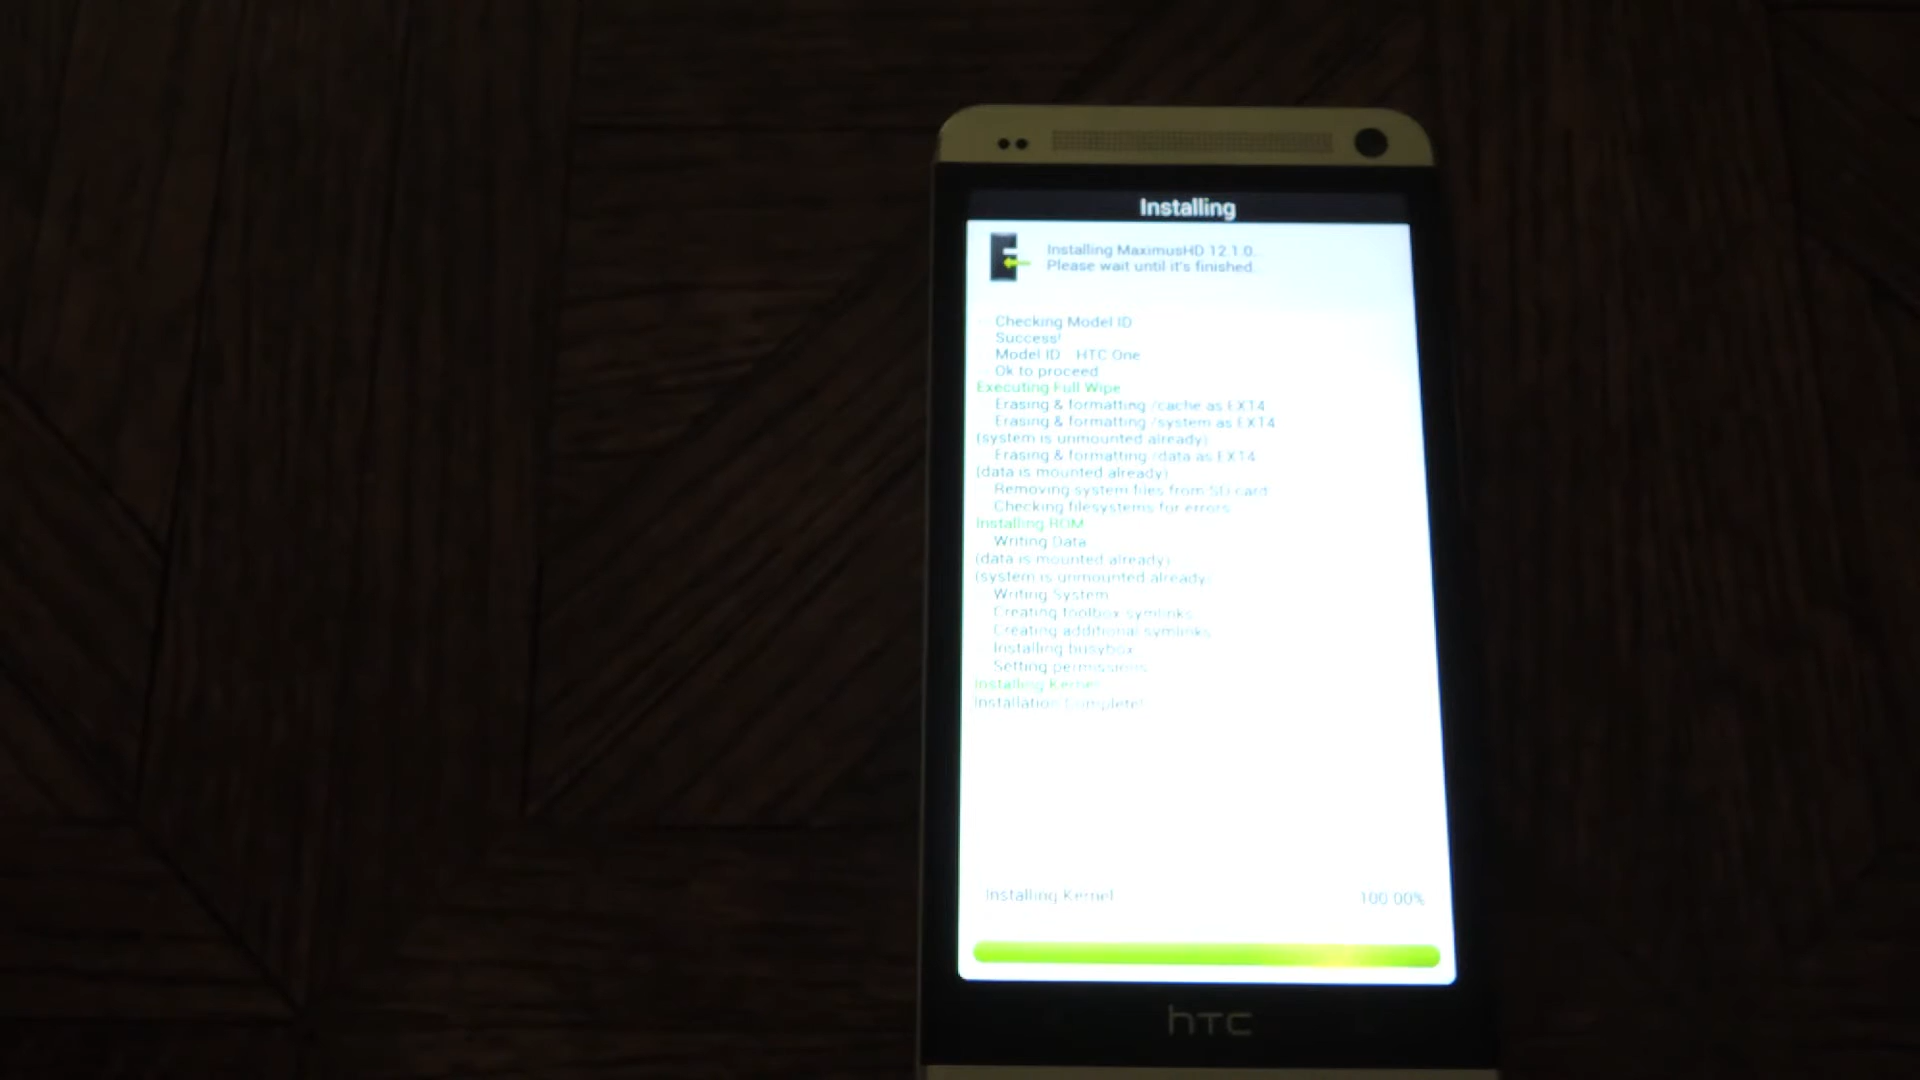 Installing
Installing MaximusHD 12.1.0..
Please wait until it's finished..
Checking Model ID
Success!
Model ID HTC One
Ok to proceed
Executing Full Wipe
Erasing & formatting /cache as EXT4
Erasing & formatting /system as EXT4
(system is unmounted already)
Erasing & formatting /data as EXT4
(data is mounted already)
Removing system files from SD card
Checking filesystems for errors
Installing ROM
Writing Data
(data is mounted already)
(system is unmounted already)
Writing System
Creating toolbox symlinks
Creating additional symlinks
Installing busybox
Setting permissions
Installing Kernel
Installation Complete!
Installing Kernel
100.00%
hTC